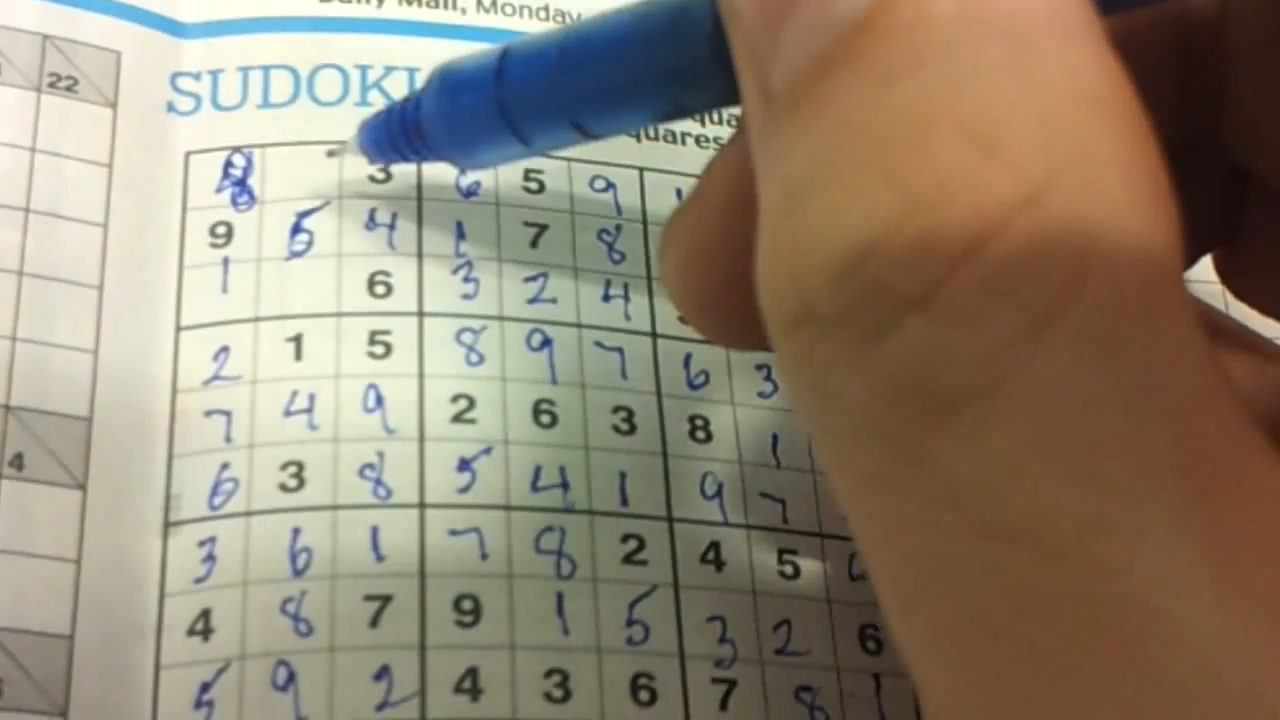 Daily Mail, Monday
22
SUDOKU
quares
8 3 6 5 9
9 5 4 1 7 8
1 6 3 2 4
2 1 5 8 9 7 6 3
7 4 9 2 6 3 8 1
4
6 3 8 5 4 1 9 7
3 6 1 7 8 2 4 5
4 8 7 9 1 5 3 2 6
5 9 2 4 3 6 7 8 1